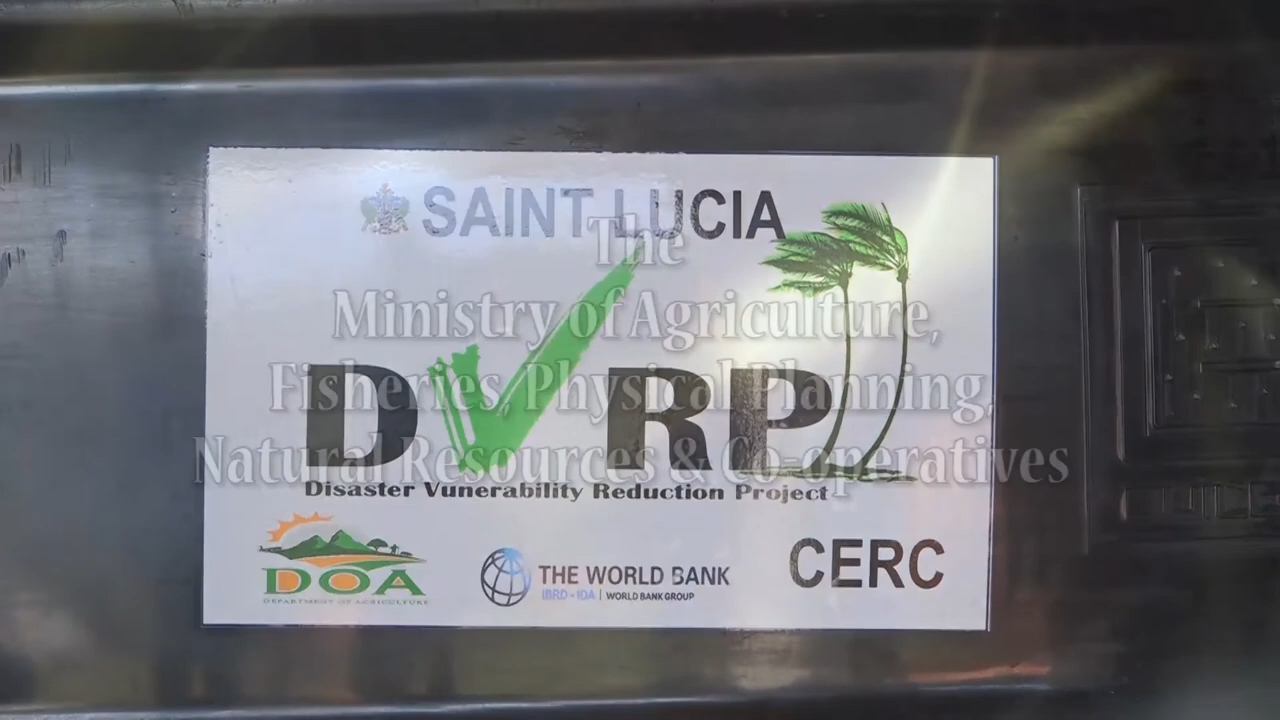 SAINT LUCIA
The
Ministry of Agriculture,
Fisheries, Physical Planning,
Natural Resources & Co-operatives
DVRP
Disaster Vunerability Reduction Project
DOA
DEPARTMENT OF AGRICULTURE
THE WORLD BANK
IBRD - IDA | WORLD BANK GROUP
CERC